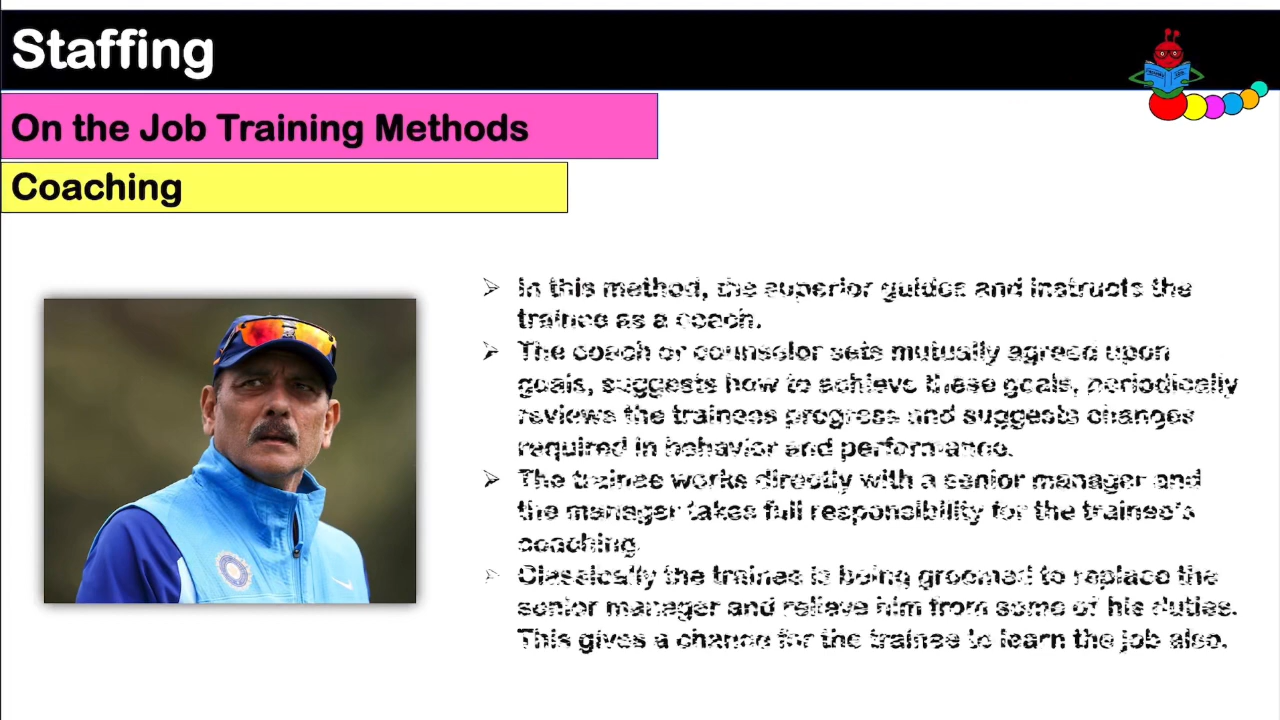 Staffing
On the Job Training Methods
Coaching
In this method, the superior guides and instructs the
trainee as a coach.
The coach or counselor sets mutually agreed upon
goals, suggests how to achieve these goals, periodically
reviews the trainees progress and suggests changes
required in behavior and performance.
The trainee works directly with a senior manager and
the manager takes full responsibility for the trainee's
coaching.
Classically the trainee is being groomed to replace the
senior manager and relieve him from some of his duties.
This gives a chance for the trainee to learn the job also.